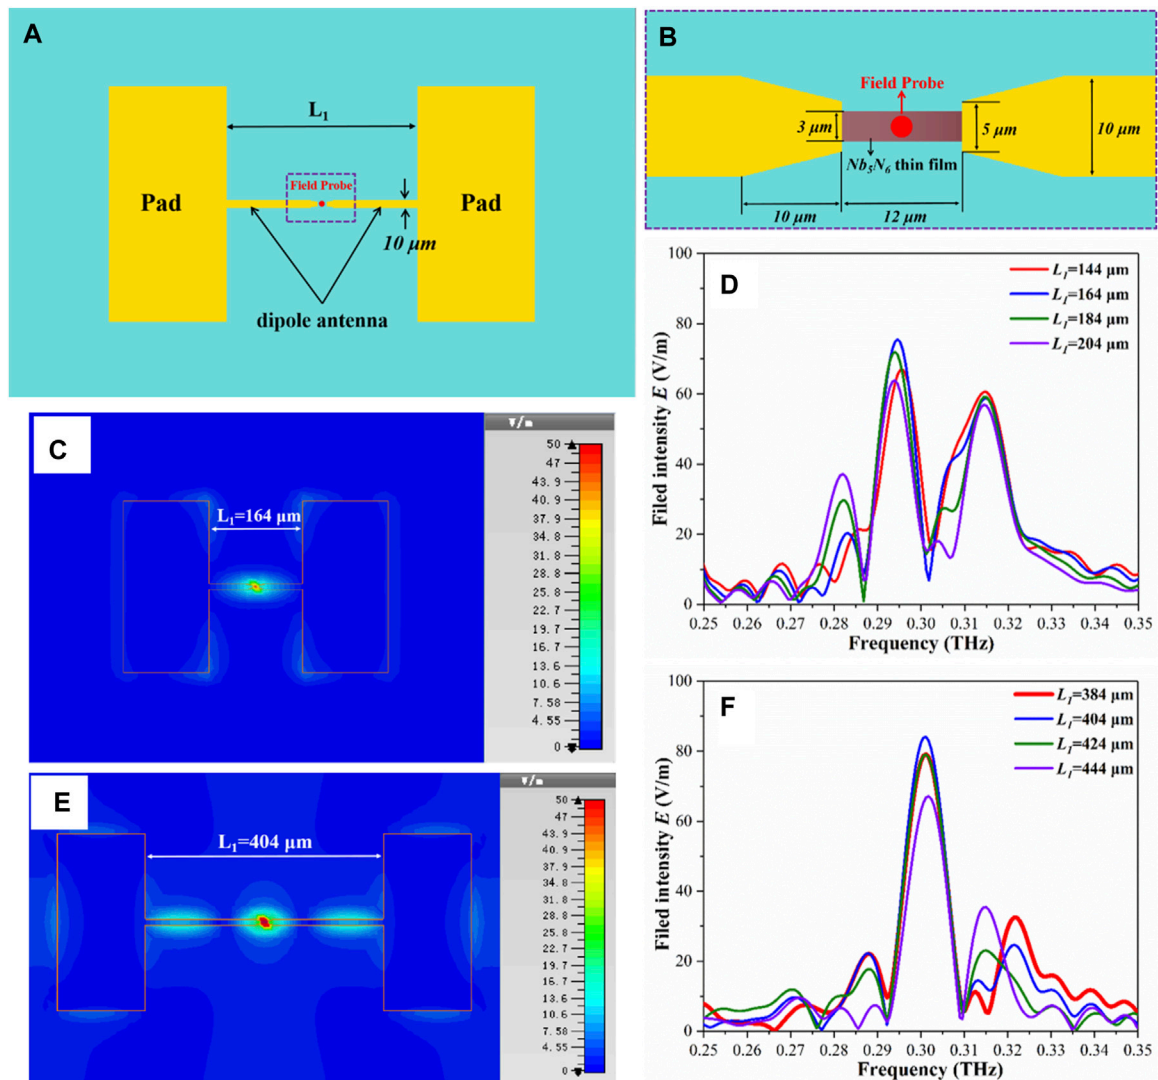 A
L1
Field Probe
Pad
Pad
10 μm
dipole antenna
B
Field Probe
3 μm
5 μm
10 μm
Nb5N6 thin film
10 μm
12 μm
C
L1=164 μm
V/m
50
47
43.9
40.9
37.9
34.8
31.8
28.8
25.8
22.7
19.7
16.7
13.6
10.6
7.58
4.55
0
D
L1=144 μm
L1=164 μm
L1=184 μm
L1=204 μm
Filed intensity E (V/m)
100
80
60
40
20
0
0.25 0.26 0.27 0.28 0.29 0.30 0.31 0.32 0.33 0.34 0.35
Frequency (THz)
E
L1=404 μm
V/m
50
47
43.9
40.9
37.9
34.8
31.8
28.8
25.8
22.7
19.7
16.7
13.6
10.6
7.58
4.55
0
F
L1=384 μm
L1=404 μm
L1=424 μm
L1=444 μm
Filed intensity E (V/m)
100
80
60
40
20
0
0.25 0.26 0.27 0.28 0.29 0.30 0.31 0.32 0.33 0.34 0.35
Frequency (THz)